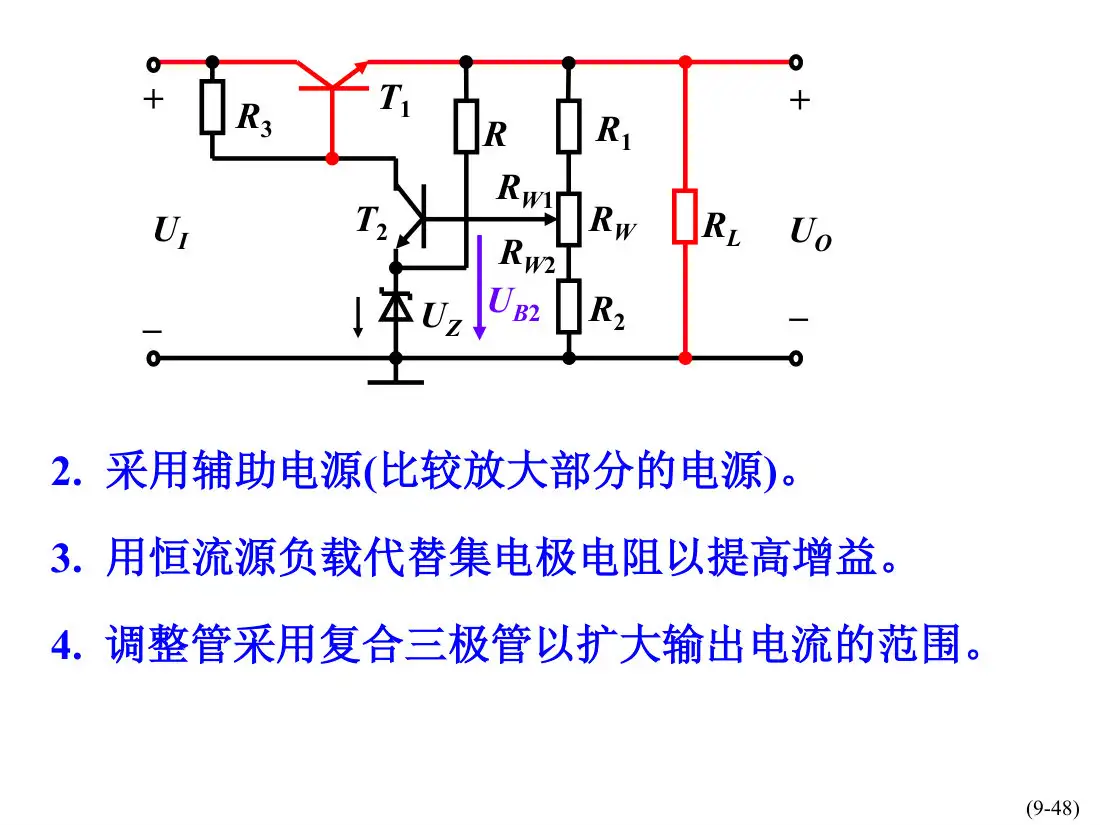 + R3 T1 R R1 +
RW1
UI T2 RW RL UO
RW2
UZ UB2 R2
– –
2. 采用辅助电源(比较放大部分的电源)。
3. 用恒流源负载代替集电极电阻以提高增益。
4. 调整管采用复合三极管以扩大输出电流的范围。
(9-48)